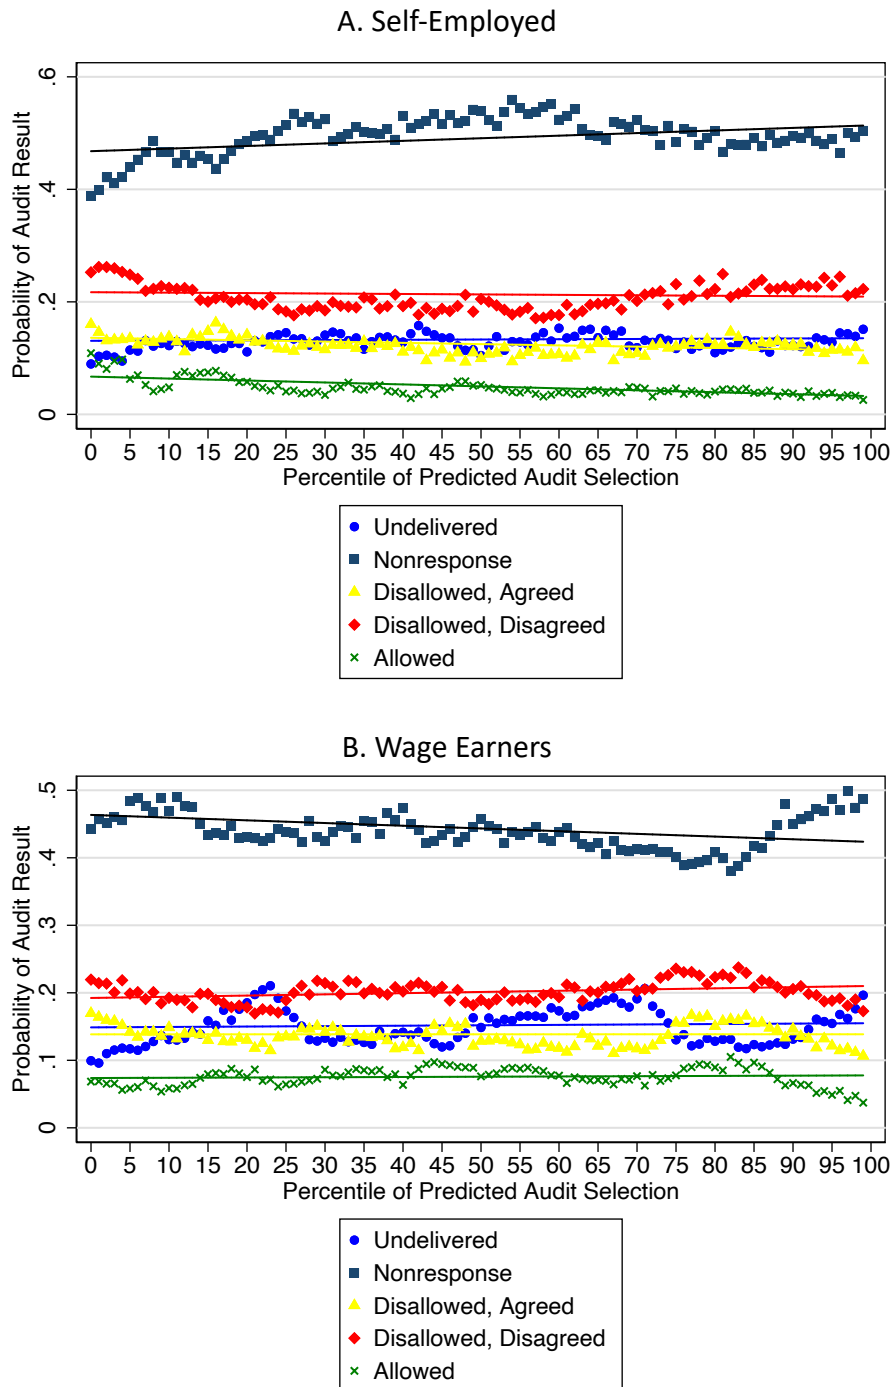 A. Self-Employed
Probability of Audit Result
.6
.4
.2
0
0 5 10 15 20 25 30 35 40 45 50 55 60 65 70 75 80 85 90 95 100
Percentile of Predicted Audit Selection
Undelivered
Nonresponse
Disallowed, Agreed
Disallowed, Disagreed
Allowed
B. Wage Earners
Probability of Audit Result
.5
.4
.3
.2
.1
0
0 5 10 15 20 25 30 35 40 45 50 55 60 65 70 75 80 85 90 95 100
Percentile of Predicted Audit Selection
Undelivered
Nonresponse
Disallowed, Agreed
Disallowed, Disagreed
Allowed